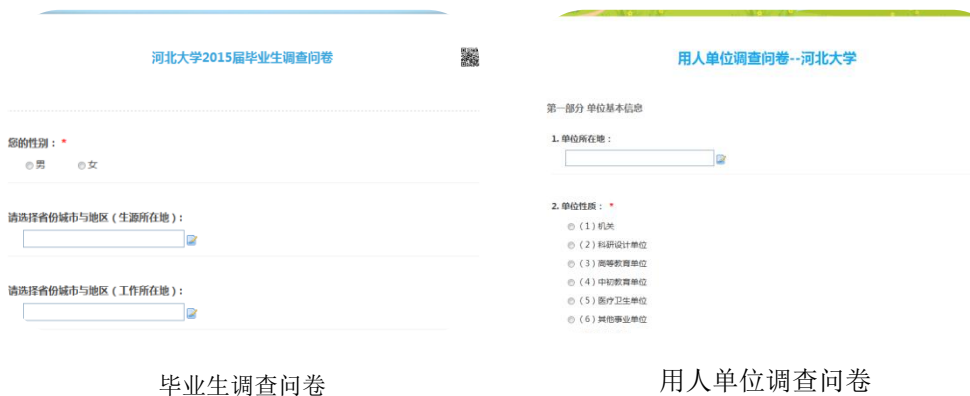 河北大学2015届毕业生调查问卷
您的性别：*
男 女
请选择省份城市与地区（生源所在地）：
请选择省份城市与地区（工作所在地）：
毕业生调查问卷
用人单位调查问卷--河北大学
第一部分 单位基本信息
1. 单位所在地：
2. 单位性质： *
（1）机关
（2）科研设计单位
（3）高等教育单位
（4）中初教育单位
（5）医疗卫生单位
（6）其他事业单位
用人单位调查问卷